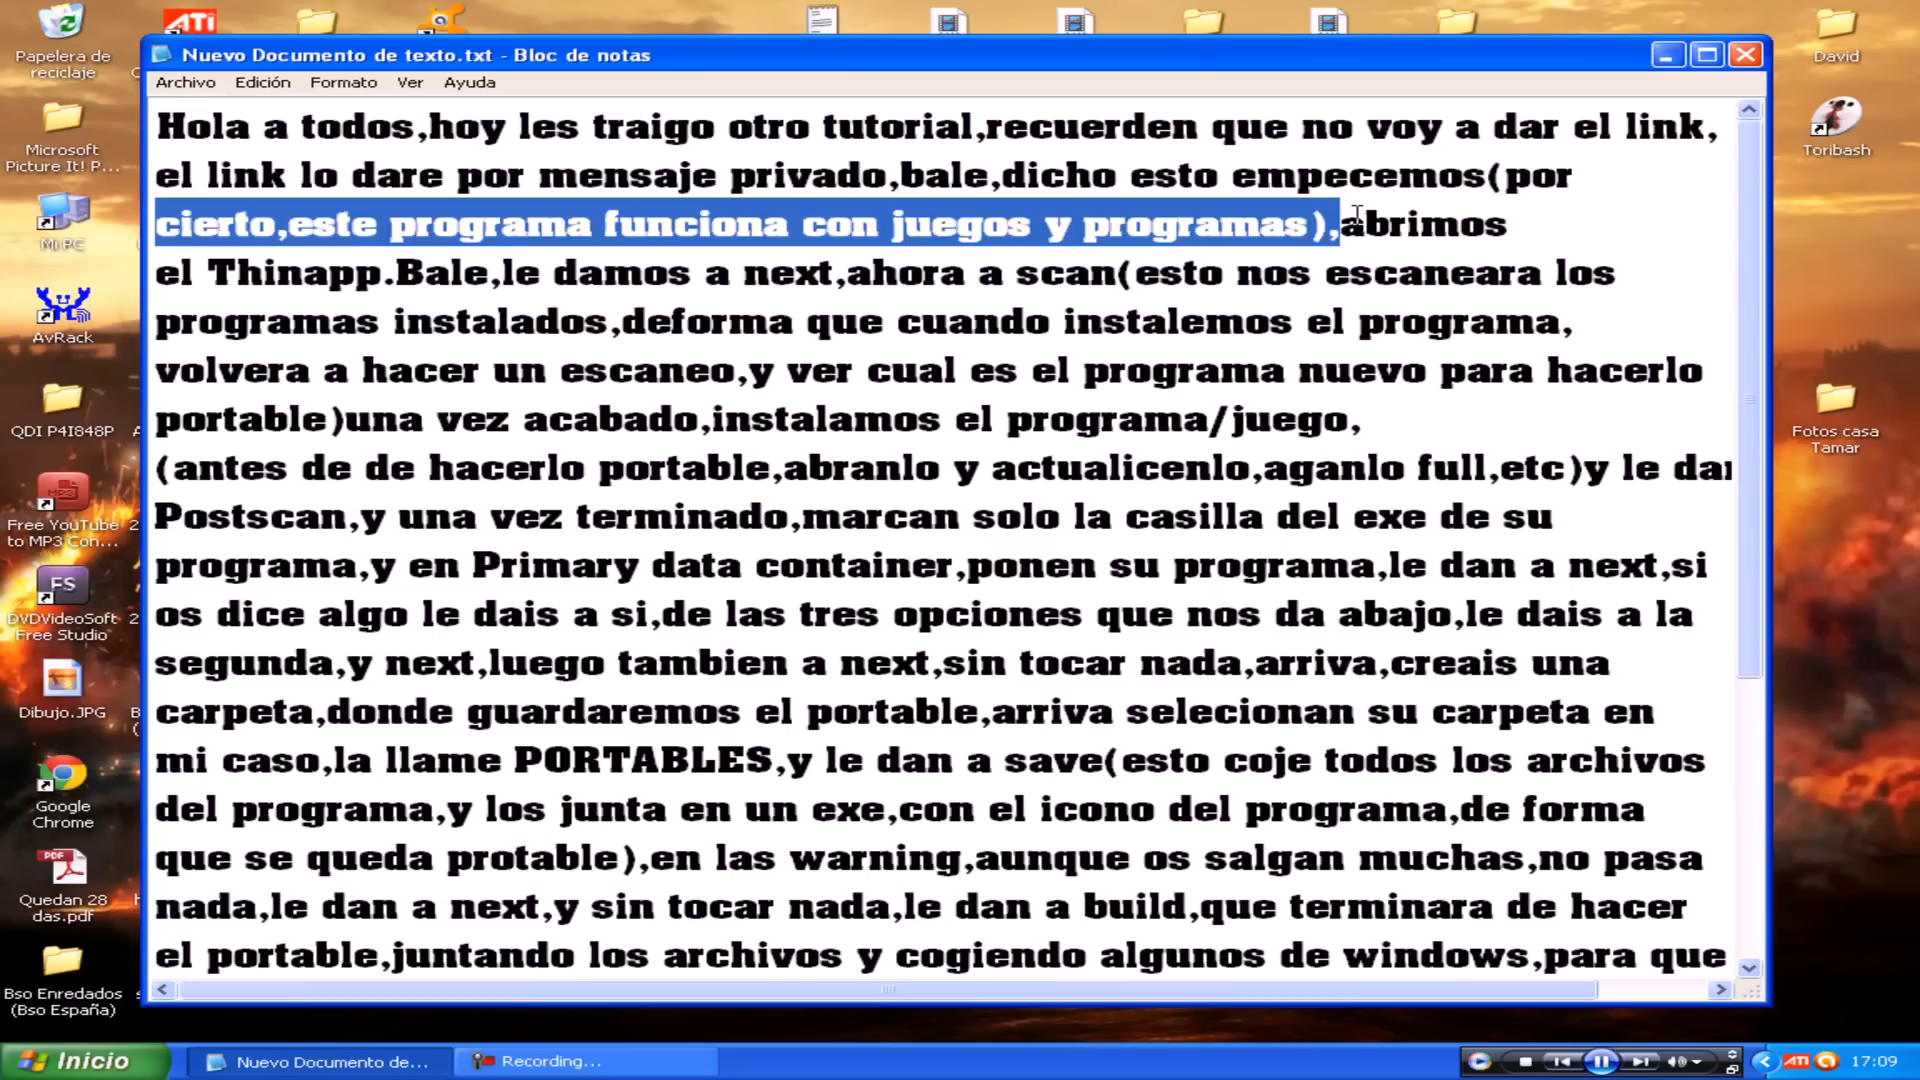 Papelera de
reciclaje
Microsoft
Picture It! P...
Mi PC
AvRack
QDI P4I848P
Free YouTube
to MP3 Con...
DVDVideoSoft
Free Studio
Dibujo.JPG
Google
Chrome
Quedan 28
das.pdf
Bso Enredados
(Bso España)
ATI
Nuevo Documento de texto.txt - Bloc de notas
Archivo Edición Formato Ver Ayuda
Hola a todos,hoy les traigo otro tutorial,recuerden que no voy a dar el link,
el link lo dare por mensaje privado,bale,dicho esto empecemos(por
cierto,este programa funciona con juegos y programas),abrimos
el Thinapp.Bale,le damos a next,ahora a scan(esto nos escaneara los
programas instalados,deforma que cuando instalemos el programa,
volvera a hacer un escaneo,y ver cual es el programa nuevo para hacerlo
portable)una vez acabado,instalamos el programa/juego,
(antes de de hacerlo portable,abranlo y actualicenlo,aganlo full,etc)y le dan
Postscan,y una vez terminado,marcan solo la casilla del exe de su
programa,y en Primary data container,ponen su programa,le dan a next,si
os dice algo le dais a si,de las tres opciones que nos da abajo,le dais a la
segunda,y next,luego tambien a next,sin tocar nada,arriva,creais una
carpeta,donde guardaremos el portable,arriva selecionan su carpeta en
mi caso,la llame PORTABLES,y le dan a save(esto coje todos los archivos
del programa,y los junta en un exe,con el icono del programa,de forma
que se queda protable),en las warning,aunque os salgan muchas,no pasa
nada,le dan a next,y sin tocar nada,le dan a build,que terminara de hacer
el portable,juntando los archivos y cogiendo algunos de windows,para que
David
Toribash
Fotos casa
Tamar
Inicio
Nuevo Documento de...
Recording...
ATI
17:09